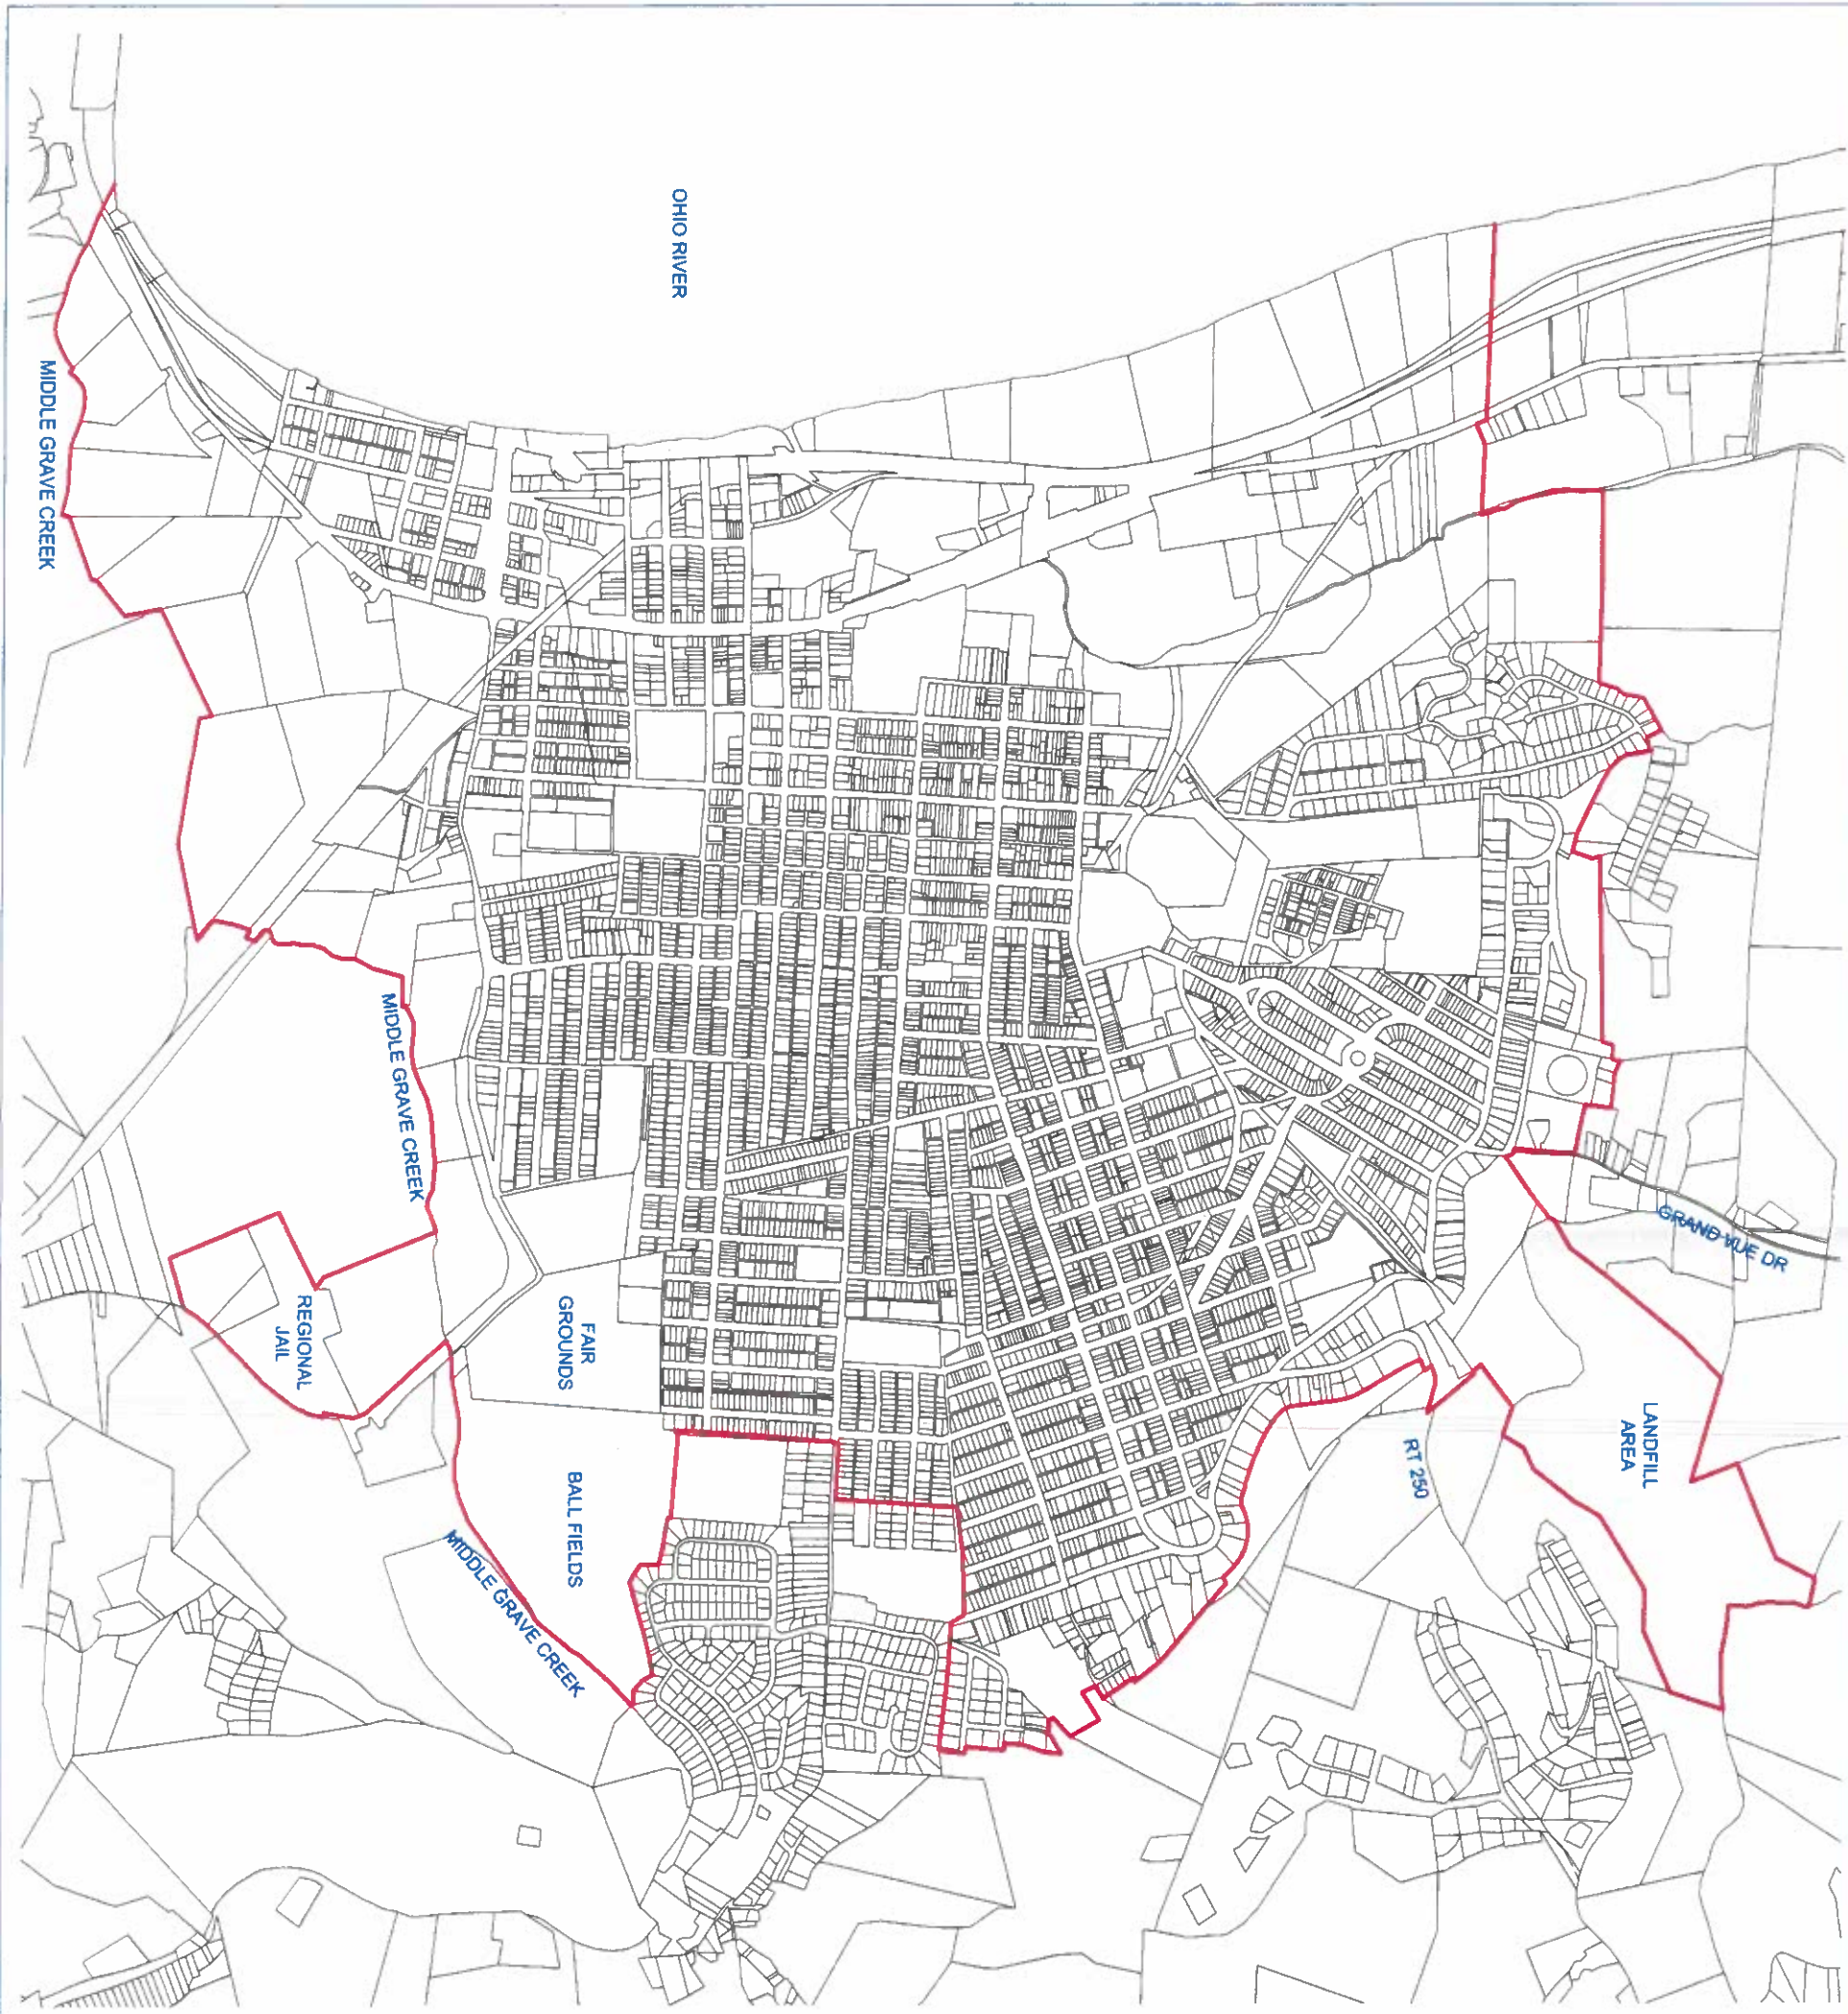 OHIO RIVER
MIDDLE GRAVE CREEK
MIDDLE GRAVE CREEK
GRAND VUE DR
REGIONAL
JAIL
FAIR
GROUNDS
LANDFILL
AREA
RT 250
BALL FIELDS
MIDDLE GRAVE CREEK